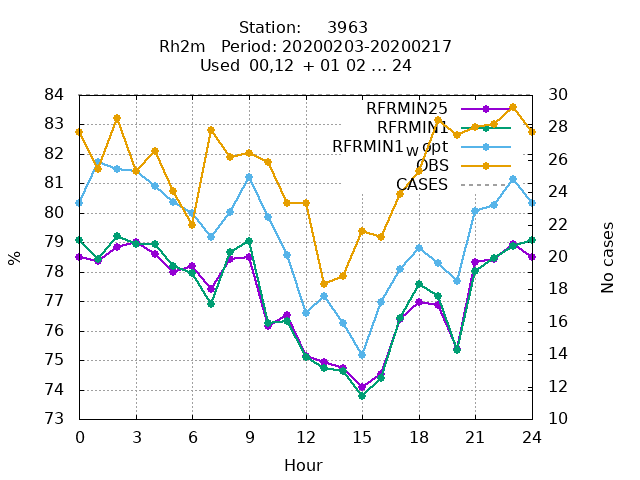 Station: 3963
Rh2m Period: 20200203-20200217
Used 00,12 + 01 02 ... 24
84
83
82
81
80
79
78
77
76
75
74
73
%
RFRMIN25
RFRMIN1
RFRMIN1w opt
OBS
CASES
30
28
26
24
22
20
18
16
14
12
10
No cases
0 3 6 9 12 15 18 21 24
Hour